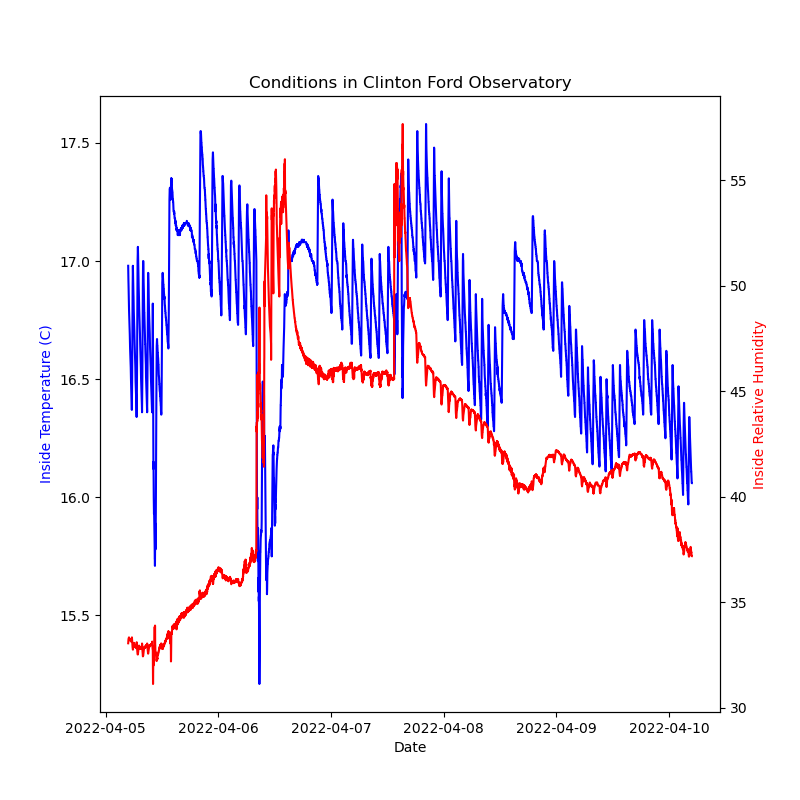 Conditions in Clinton Ford Observatory
17.5
17.0
16.5
16.0
15.5
Inside Temperature (C)
55
50
45
40
35
30
Inside Relative Humidity
2022-04-05 2022-04-06 2022-04-07 2022-04-08 2022-04-09 2022-04-10
Date